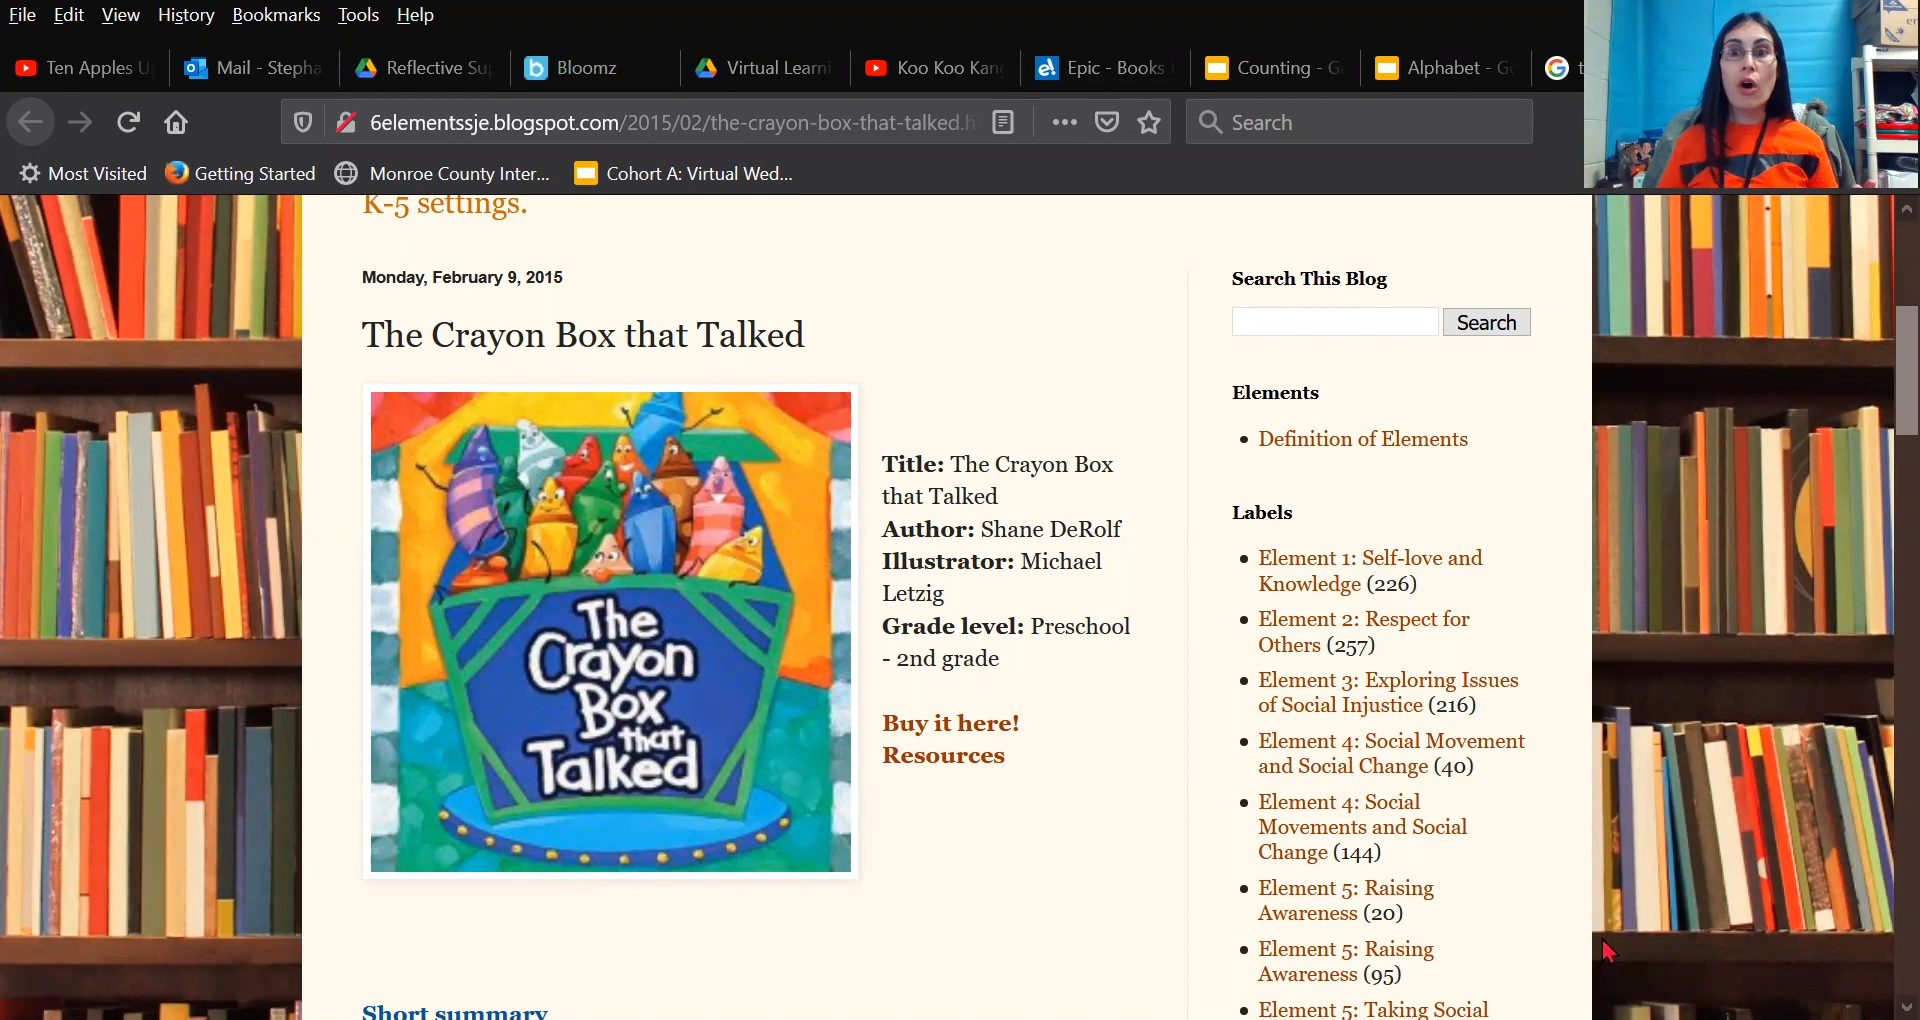 File Edit View History Bookmarks Tools Help
Ten Apples U Mail - Stepha Reflective Su Bloomz Virtual Learni Koo Koo Kan Epic - Books Counting - G Alphabet - G t
6elementssje.blogspot.com/2015/02/the-crayon-box-that-talked.h Search
Most Visited Getting Started Monroe County Inter... Cohort A: Virtual Wed...
K-5 settings.
Monday, February 9, 2015
The Crayon Box that Talked
The
Crayon
Box
that
Talked
Title: The Crayon Box
that Talked
Author: Shane DeRolf
Illustrator: Michael
Letzig
Grade level: Preschool
- 2nd grade
Buy it here!
Resources
Short summary
Search This Blog
Search
Elements
Definition of Elements
Labels
Element 1: Self-love and
Knowledge (226)
Element 2: Respect for
Others (257)
Element 3: Exploring Issues
of Social Injustice (216)
Element 4: Social Movement
and Social Change (40)
Element 4: Social
Movements and Social
Change (144)
Element 5: Raising
Awareness (20)
Element 5: Raising
Awareness (95)
Element 5: Taking Social